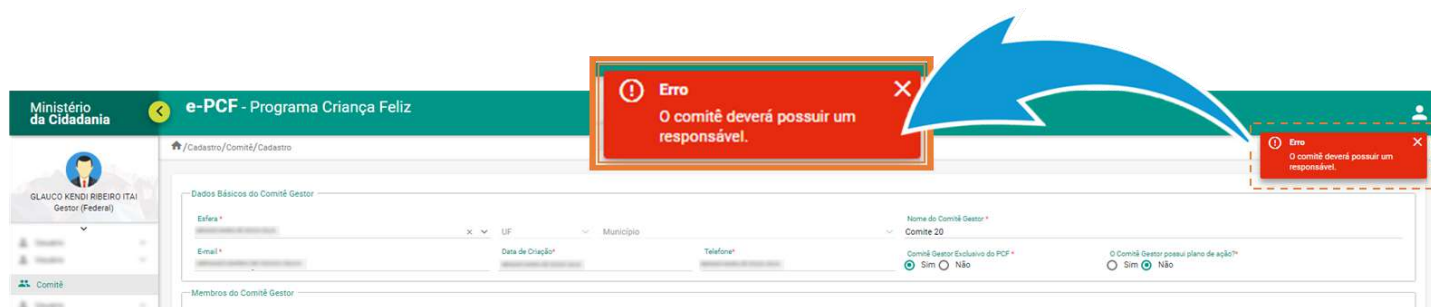 Erro
O comitê deverá possuir um
responsável.
Ministério
da Cidadania
e-PCF - Programa Criança Feliz
/Cadastro/Comitê/Cadastro
Erro
O comitê deverá possuir um
responsável.
GLAUCO KENDI RIBEIRO ITAI
Gestor (Federal)
Comitê
Dados Básicos do Comitê Gestor
Esfera *
UF
Município
Nome do Comitê Gestor *
Comite 20
E-mail *
Data de Criação*
Telefone*
Comitê Gestor Exclusivo do PCF *
Sim Não
O Comitê Gestor possui plano de ação?*
Sim Não
Membros do Comitê Gestor